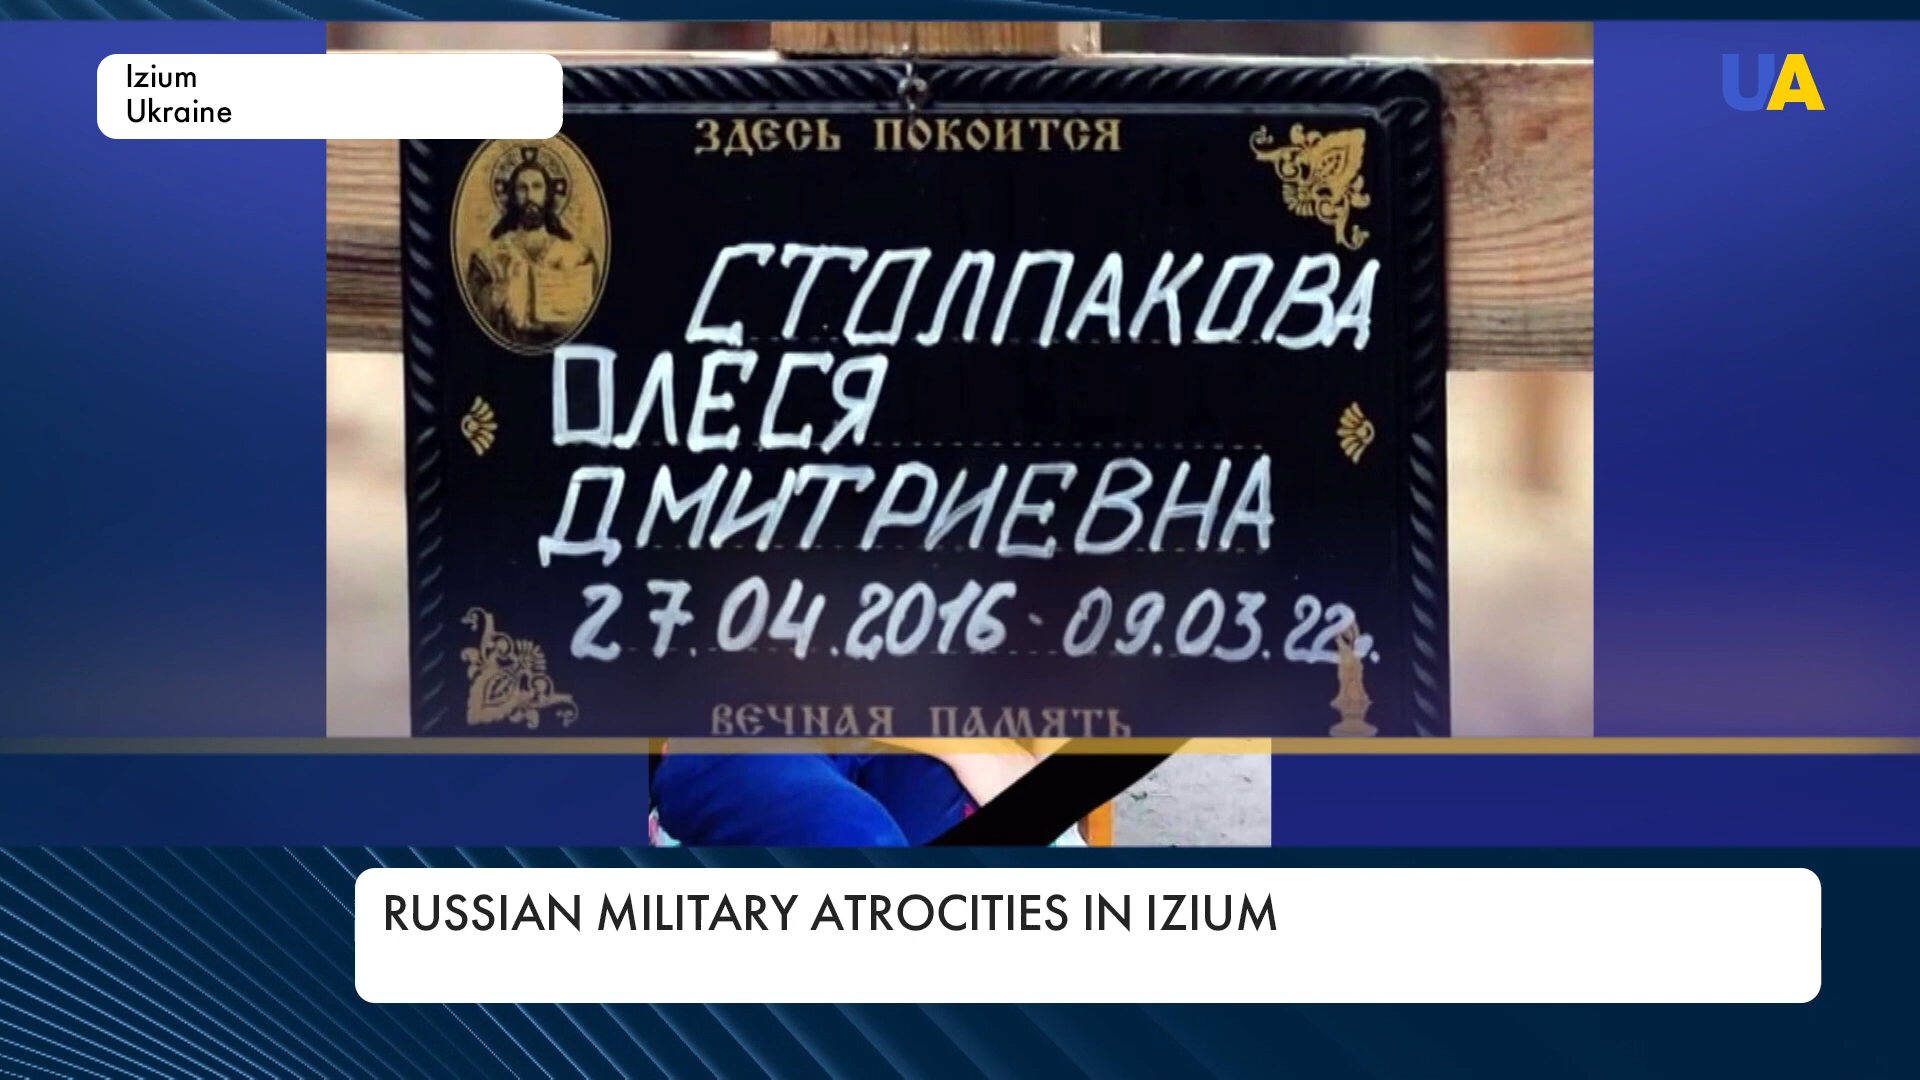 Izium
Ukraine
UA
ЗДЕСЬ ПОКОИТСЯ
СТОЛПАКОВА
ОЛЕСЯ
ДМИТРИЕВНА
27.04.2016 - 09.03.22.
ВЕЧНАЯ ПАМЯТЬ
RUSSIAN MILITARY ATROCITIES IN IZIUM